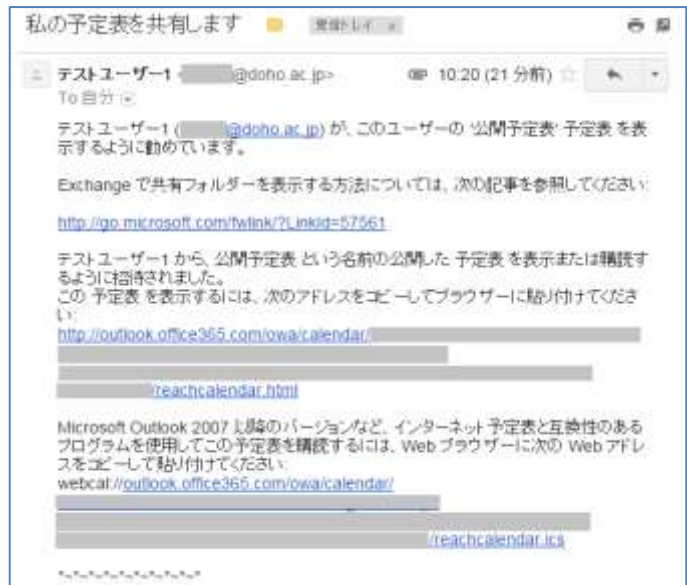 私の予定表を共有します 受信トレイ x
テストユーザー1 < @doho.ac.jp> 10:20 (21 分前)
To 自分
テストユーザー1 ( @doho.ac.jp) が、このユーザーの '公開予定表' 予定表 を表
示するように勧めています。
Exchange で共有フォルダーを表示する方法については、次の記事を参照してください:
http://go.microsoft.com/fwlink/?LinkId=57561
テストユーザー1 から、公開予定表 という名前の公開した 予定表 を表示または購読す
るように招待されました。
この 予定表 を表示するには、次のアドレスをコピーしてブラウザーに貼り付けてくださ
い:
http://outlook.office365.com/owa/calendar/
/reachcalendar.html
Microsoft Outlook 2007 以降のバージョンなど、インターネット予定表と互換性のある
プログラムを使用してこの予定表を購読するには、Web ブラウザーに次の Web アドレ
スをコピーして貼り付けてください:
webcal://outlook.office365.com/owa/calendar/
/reachcalendar.ics
*~*~*~*~*~*~*~*~*~*